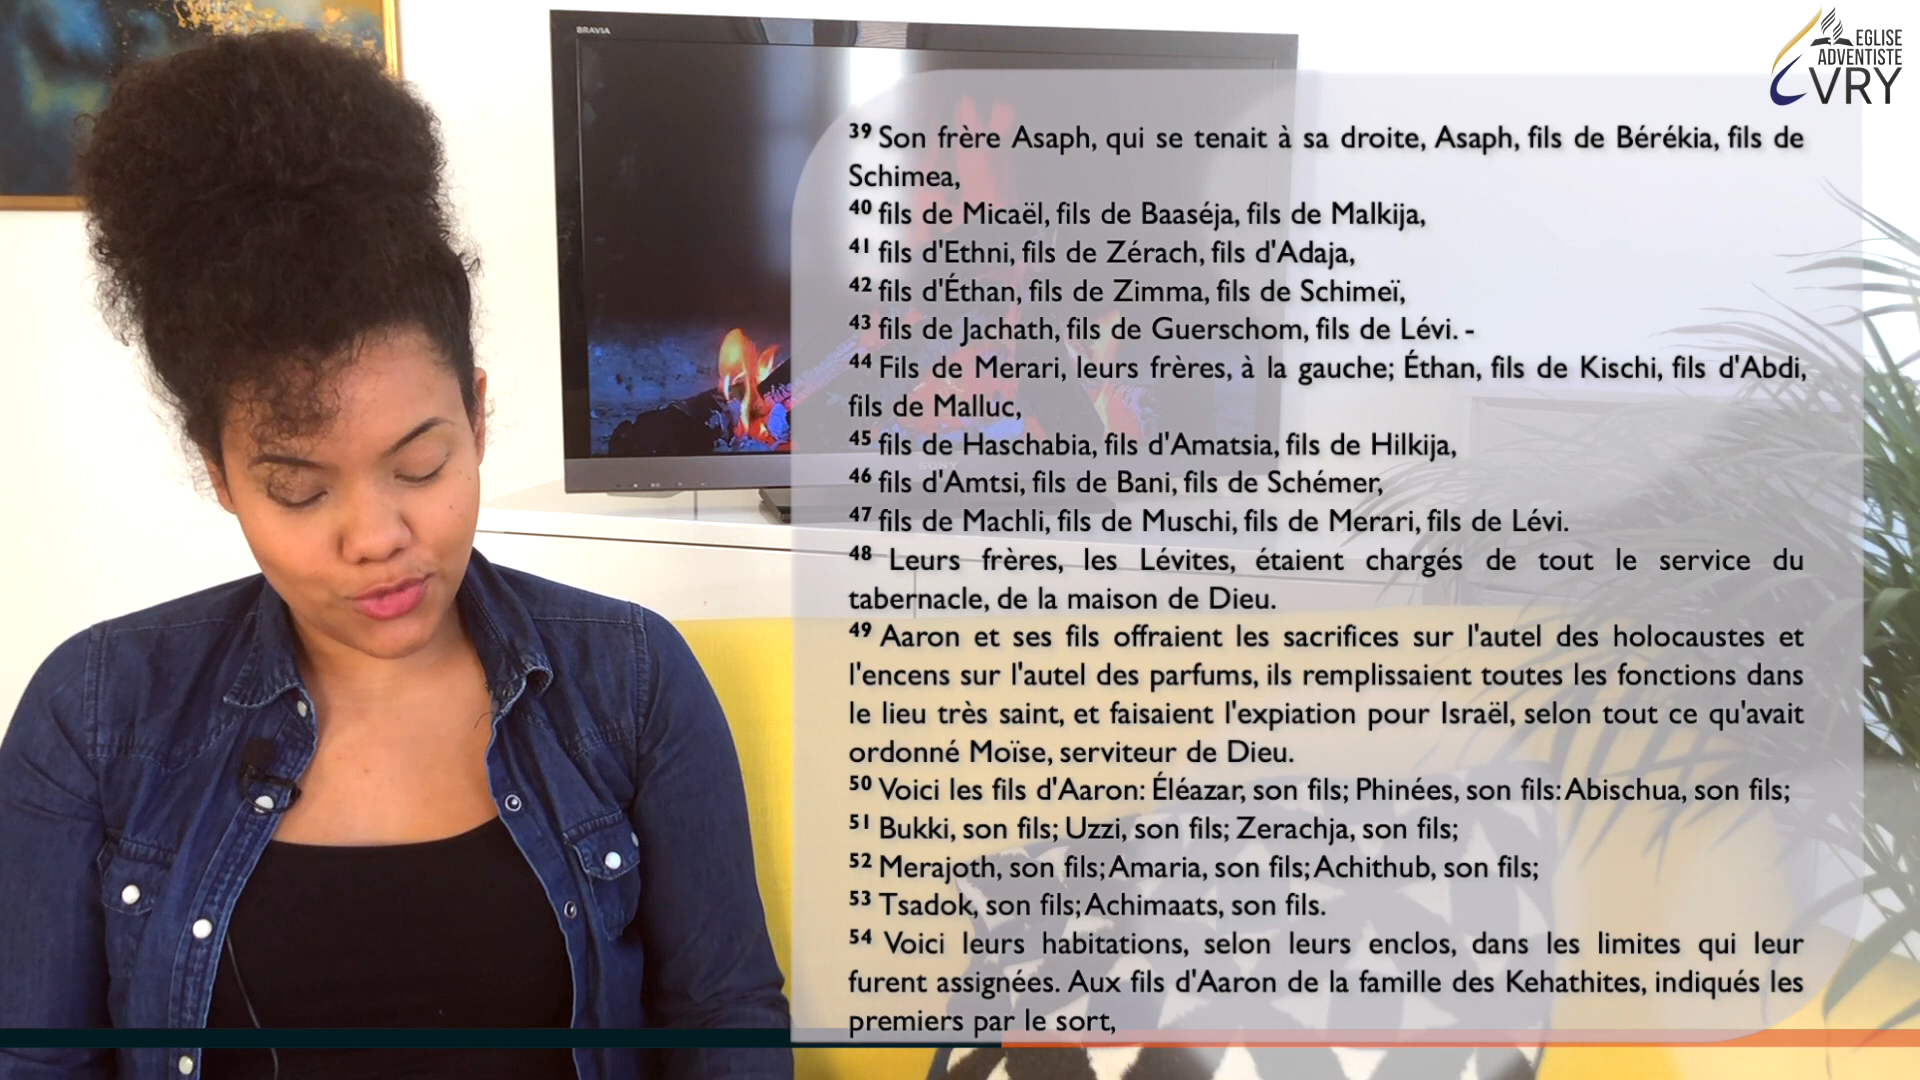 BRAVIA
EGLISE
ADVENTISTE
VRY
39 Son frère Asaph, qui se tenait à sa droite, Asaph, fils de Bérékia, fils de
Schimea,
40 fils de Micaël, fils de Baaséja, fils de Malkija,
41 fils d'Ethni, fils de Zérach, fils d'Adaja,
42 fils d'Éthan, fils de Zimma, fils de Schimeï,
43 fils de Jachath, fils de Guerschom, fils de Lévi. -
44 Fils de Merari, leurs frères, à la gauche; Éthan, fils de Kischi, fils d'Abdi,
fils de Malluc,
45 fils de Haschabia, fils d'Amatsia, fils de Hilkija,
SONY
46 fils d'Amtsi, fils de Bani, fils de Schémer,
47 fils de Machli, fils de Muschi, fils de Merari, fils de Lévi.
48 Leurs frères, les Lévites, étaient chargés de tout le service du
tabernacle, de la maison de Dieu.
49 Aaron et ses fils offraient les sacrifices sur l'autel des holocaustes et
l'encens sur l'autel des parfums, ils remplissaient toutes les fonctions dans
le lieu très saint, et faisaient l'expiation pour Israël, selon tout ce qu'avait
ordonné Moïse, serviteur de Dieu.
50 Voici les fils d'Aaron: Éléazar, son fils; Phinées, son fils: Abischua, son fils;
51 Bukki, son fils; Uzzi, son fils; Zerachja, son fils;
52 Merajoth, son fils; Amaria, son fils; Achithub, son fils;
53 Tsadok, son fils; Achimaats, son fils.
54 Voici leurs habitations, selon leurs enclos, dans les limites qui leur
furent assignées. Aux fils d'Aaron de la famille des Kehathites, indiqués les
premiers par le sort,